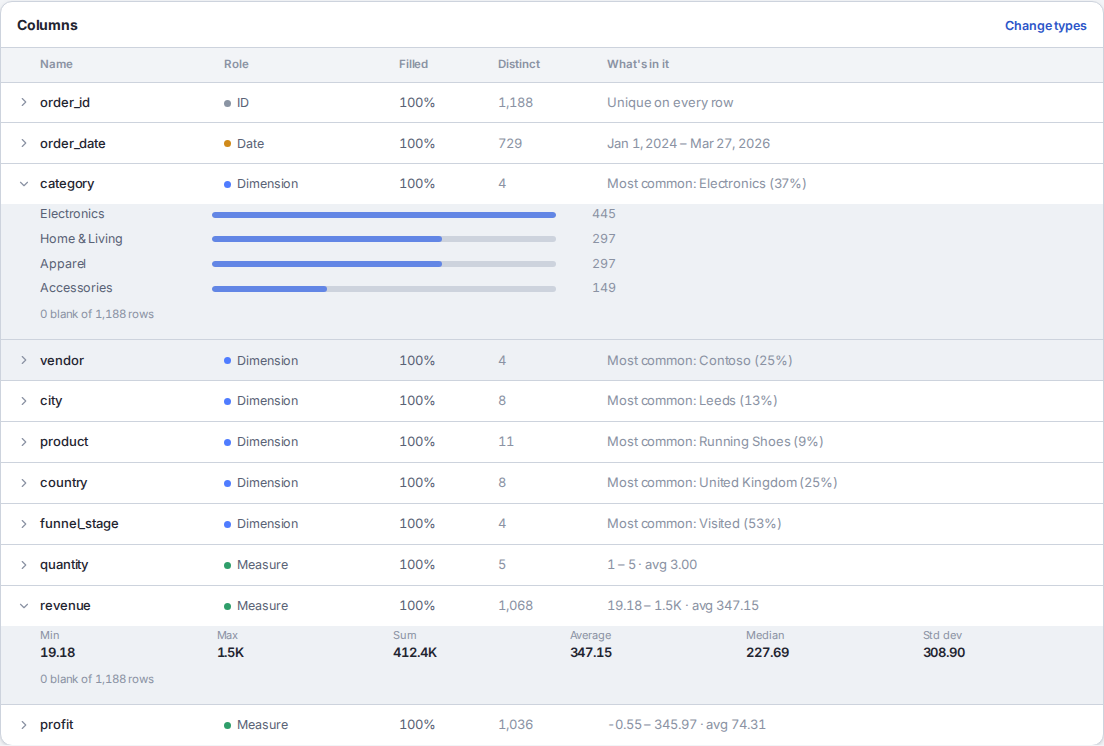 Columns Change types
Name Role Filled Distinct What's in it
order_id ID 100% 1,188 Unique on every row
order_date Date 100% 729 Jan 1, 2024 – Mar 27, 2026
category Dimension 100% 4 Most common: Electronics (37%)
Electronics 445
Home & Living 297
Apparel 297
Accessories 149
0 blank of 1,188 rows
vendor Dimension 100% 4 Most common: Contoso (25%)
city Dimension 100% 8 Most common: Leeds (13%)
product Dimension 100% 11 Most common: Running Shoes (9%)
country Dimension 100% 8 Most common: United Kingdom (25%)
funnel_stage Dimension 100% 4 Most common: Visited (53%)
quantity Measure 100% 5 1 – 5 · avg 3.00
revenue Measure 100% 1,068 19.18 – 1.5K · avg 347.15
Min Max Sum Average Median Std dev
19.18 1.5K 412.4K 347.15 227.69 308.90
0 blank of 1,188 rows
profit Measure 100% 1,036 -0.55 – 345.97 · avg 74.31